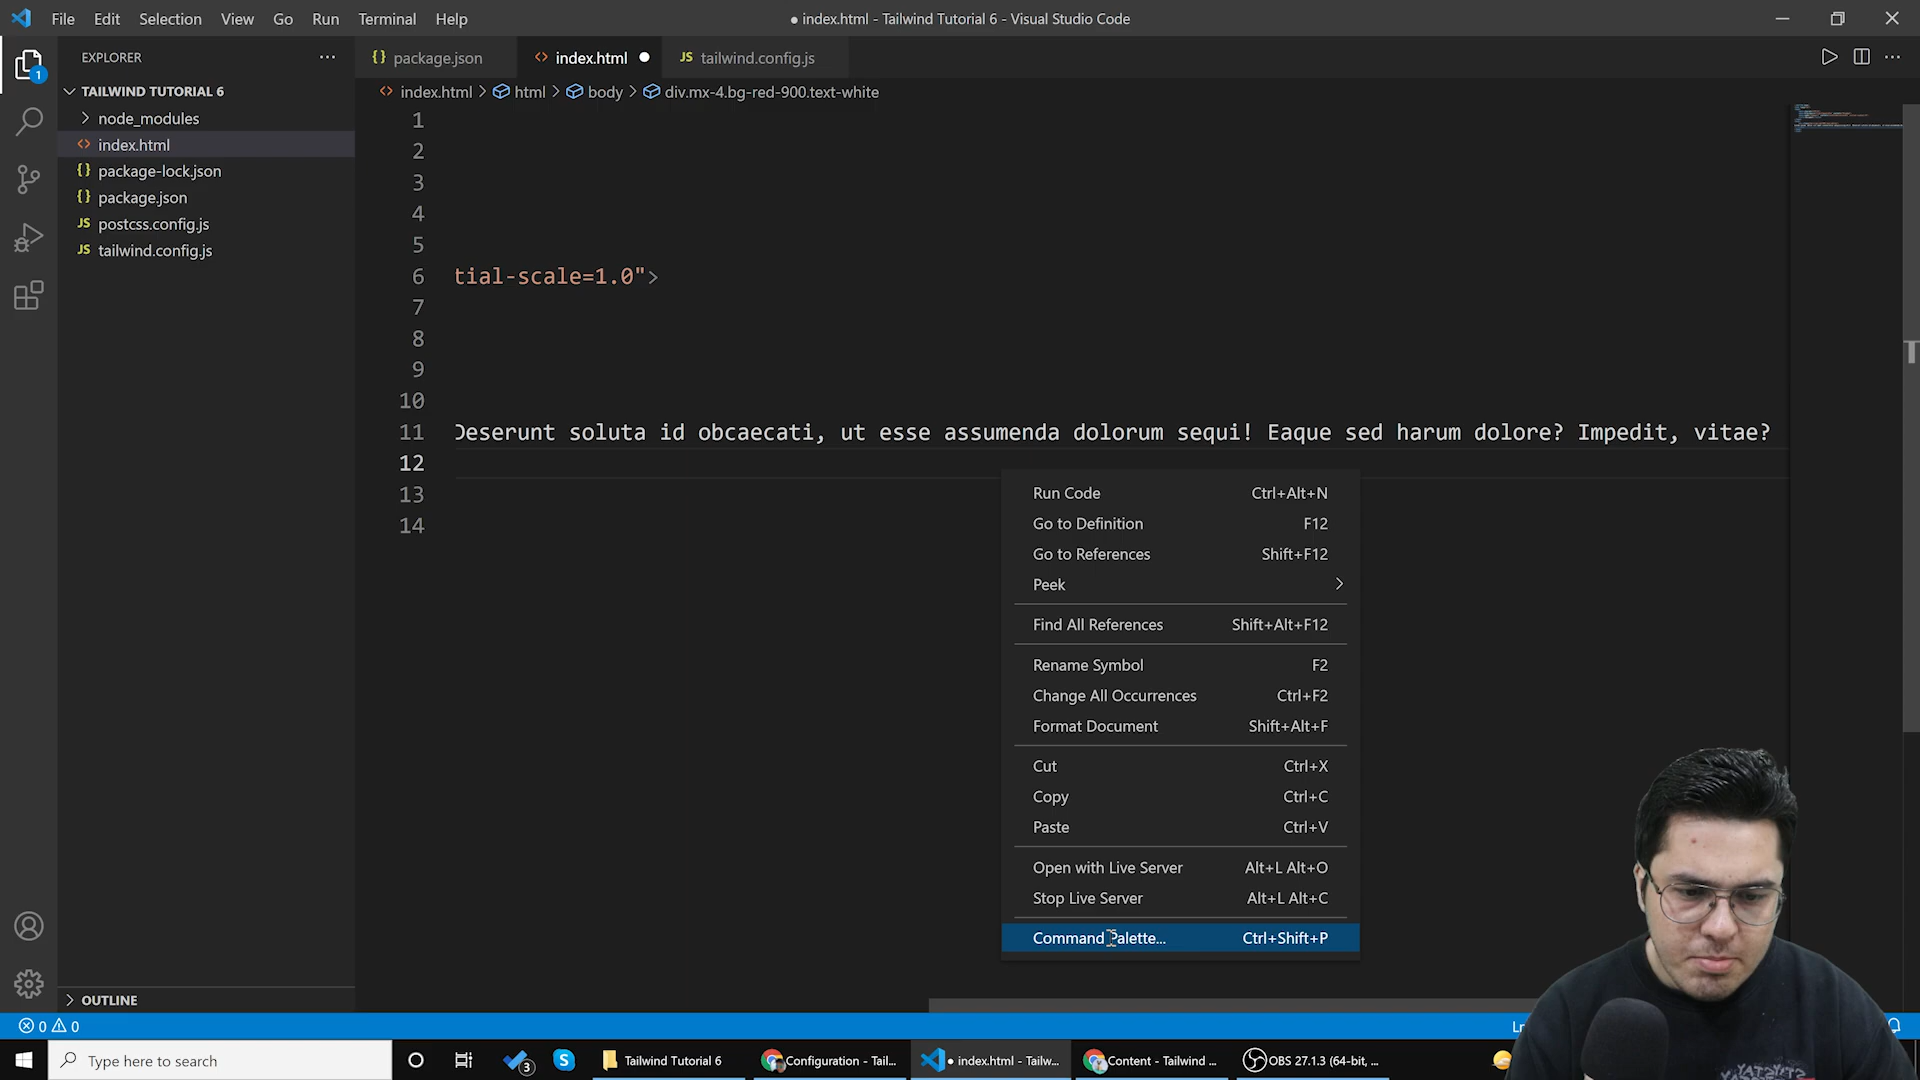 File Edit Selection View Go Run Terminal Help
● index.html - Tailwind Tutorial 6 - Visual Studio Code
EXPLORER
1
TAILWIND TUTORIAL 6
node_modules
index.html
package-lock.json
package.json
postcss.config.js
tailwind.config.js
OUTLINE
package.json
index.html
tailwind.config.js
index.html > html > body > div.mx-4.bg-red-900.text-white
1
2
3
4
5
6 tial-scale=1.0">
7
8
9
10
11 Deserunt soluta id obcaecati, ut esse assumenda dolorum sequi! Eaque sed harum dolore? Impedit, vitae?
12
13
14
Run Code Ctrl+Alt+N
Go to Definition F12
Go to References Shift+F12
Peek
Find All References Shift+Alt+F12
Rename Symbol F2
Change All Occurrences Ctrl+F2
Format Document Shift+Alt+F
Cut Ctrl+X
Copy Ctrl+C
Paste Ctrl+V
Open with Live Server Alt+L Alt+O
Stop Live Server Alt+L Alt+C
Command Palette... Ctrl+Shift+P
0 0
Type here to search
3
Tailwind Tutorial 6
Configuration - Tail...
● index.html - Tailw...
Content - Tailwind ...
OBS 27.1.3 (64-bit, ...